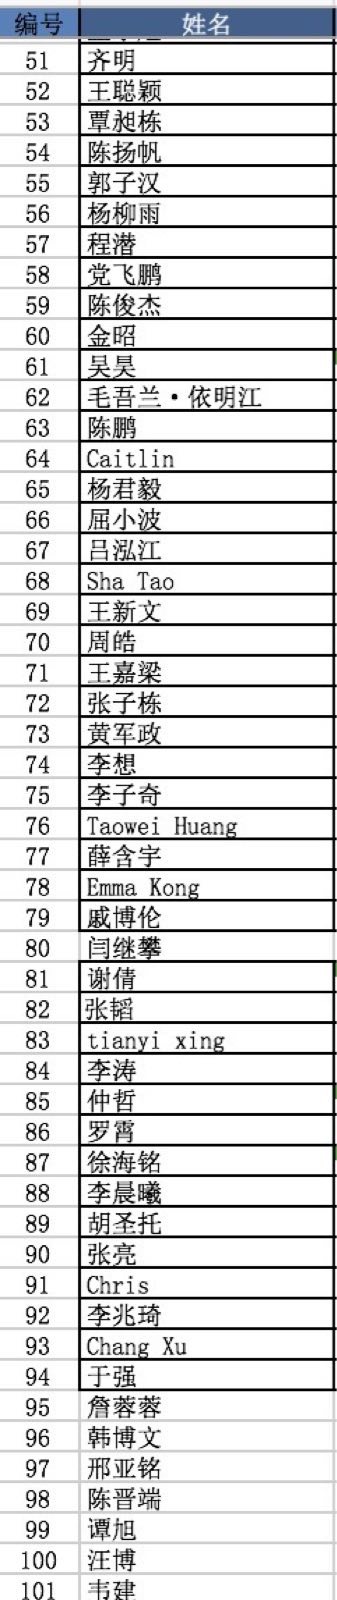 编号 姓名
51 齐明
52 王聪颖
53 覃昶栋
54 陈扬帆
55 郭子汉
56 杨柳雨
57 程潜
58 党飞鹏
59 陈俊杰
60 金昭
61 吴昊
62 毛吾兰·依明江
63 陈鹏
64 Caitlin
65 杨君毅
66 屈小波
67 吕泓江
68 Sha Tao
69 王新文
70 周皓
71 王嘉梁
72 张子栋
73 黄军政
74 李想
75 李子奇
76 Taowei Huang
77 薛含宇
78 Emma Kong
79 戚博伦
80 闫继攀
81 谢倩
82 张韬
83 tianyi xing
84 李涛
85 仲哲
86 罗霄
87 徐海铭
88 李晨曦
89 胡圣托
90 张亮
91 Chris
92 李兆琦
93 Chang Xu
94 于强
95 詹蓉蓉
96 韩博文
97 邢亚铭
98 陈晋端
99 谭旭
100 汪博
101 韦建